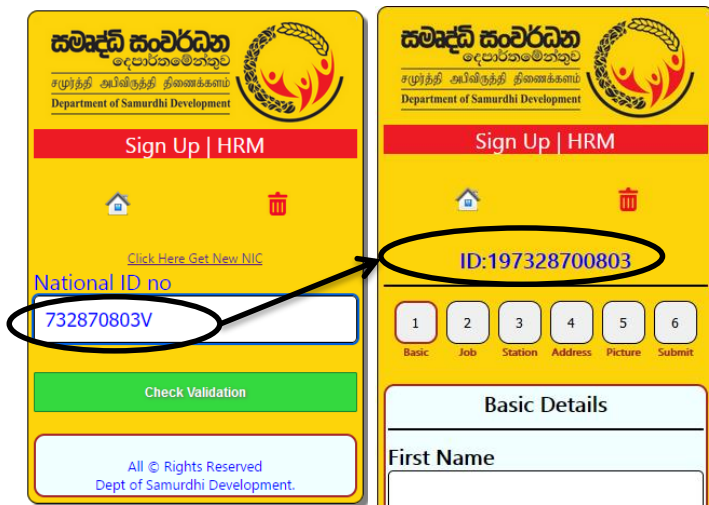 සමෘද්ධි සංවර්ධන
දෙපාර්තමේන්තුව
சமுர்த்தி அபிவிருத்தி திணைக்களம்
Department of Samurdhi Development
Sign Up | HRM
Click Here Get New NIC
National ID no
732870803V
Check Validation
All © Rights Reserved
Dept of Samurdhi Development.
සමෘද්ධි සංවර්ධන
දෙපාර්තමේන්තුව
சமுர்த்தி அபிவிருத்தி திணைக்களம்
Department of Samurdhi Development
Sign Up | HRM
ID:197328700803
1 2 3 4 5 6
Basic Job Station Address Picture Submit
Basic Details
First Name